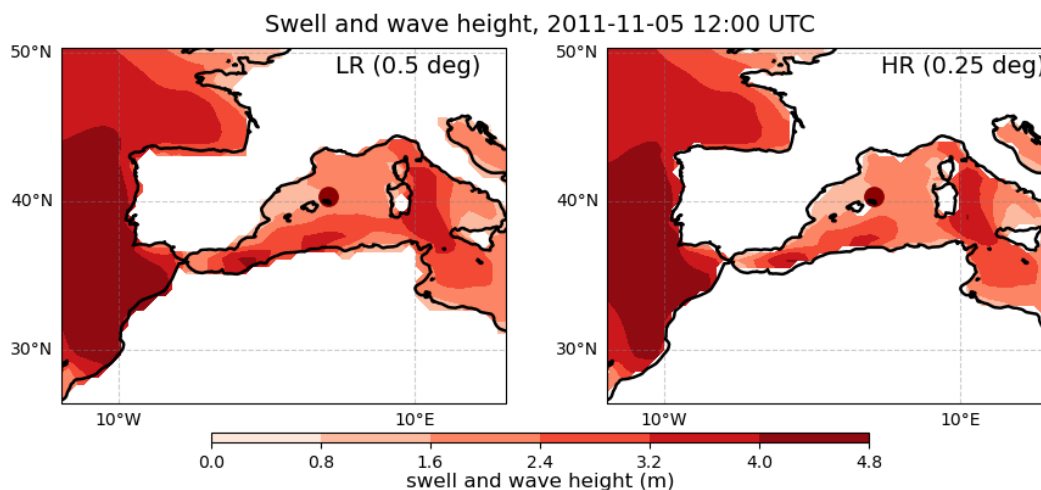 Swell and wave height, 2011-11-05 12:00 UTC
50°N
LR (0.5 deg)
40°N
30°N
10°W
10°E
50°N
HR (0.25 deg)
40°N
30°N
10°W
10°E
0.0
0.8
1.6
2.4
3.2
4.0
4.8
swell and wave height (m)